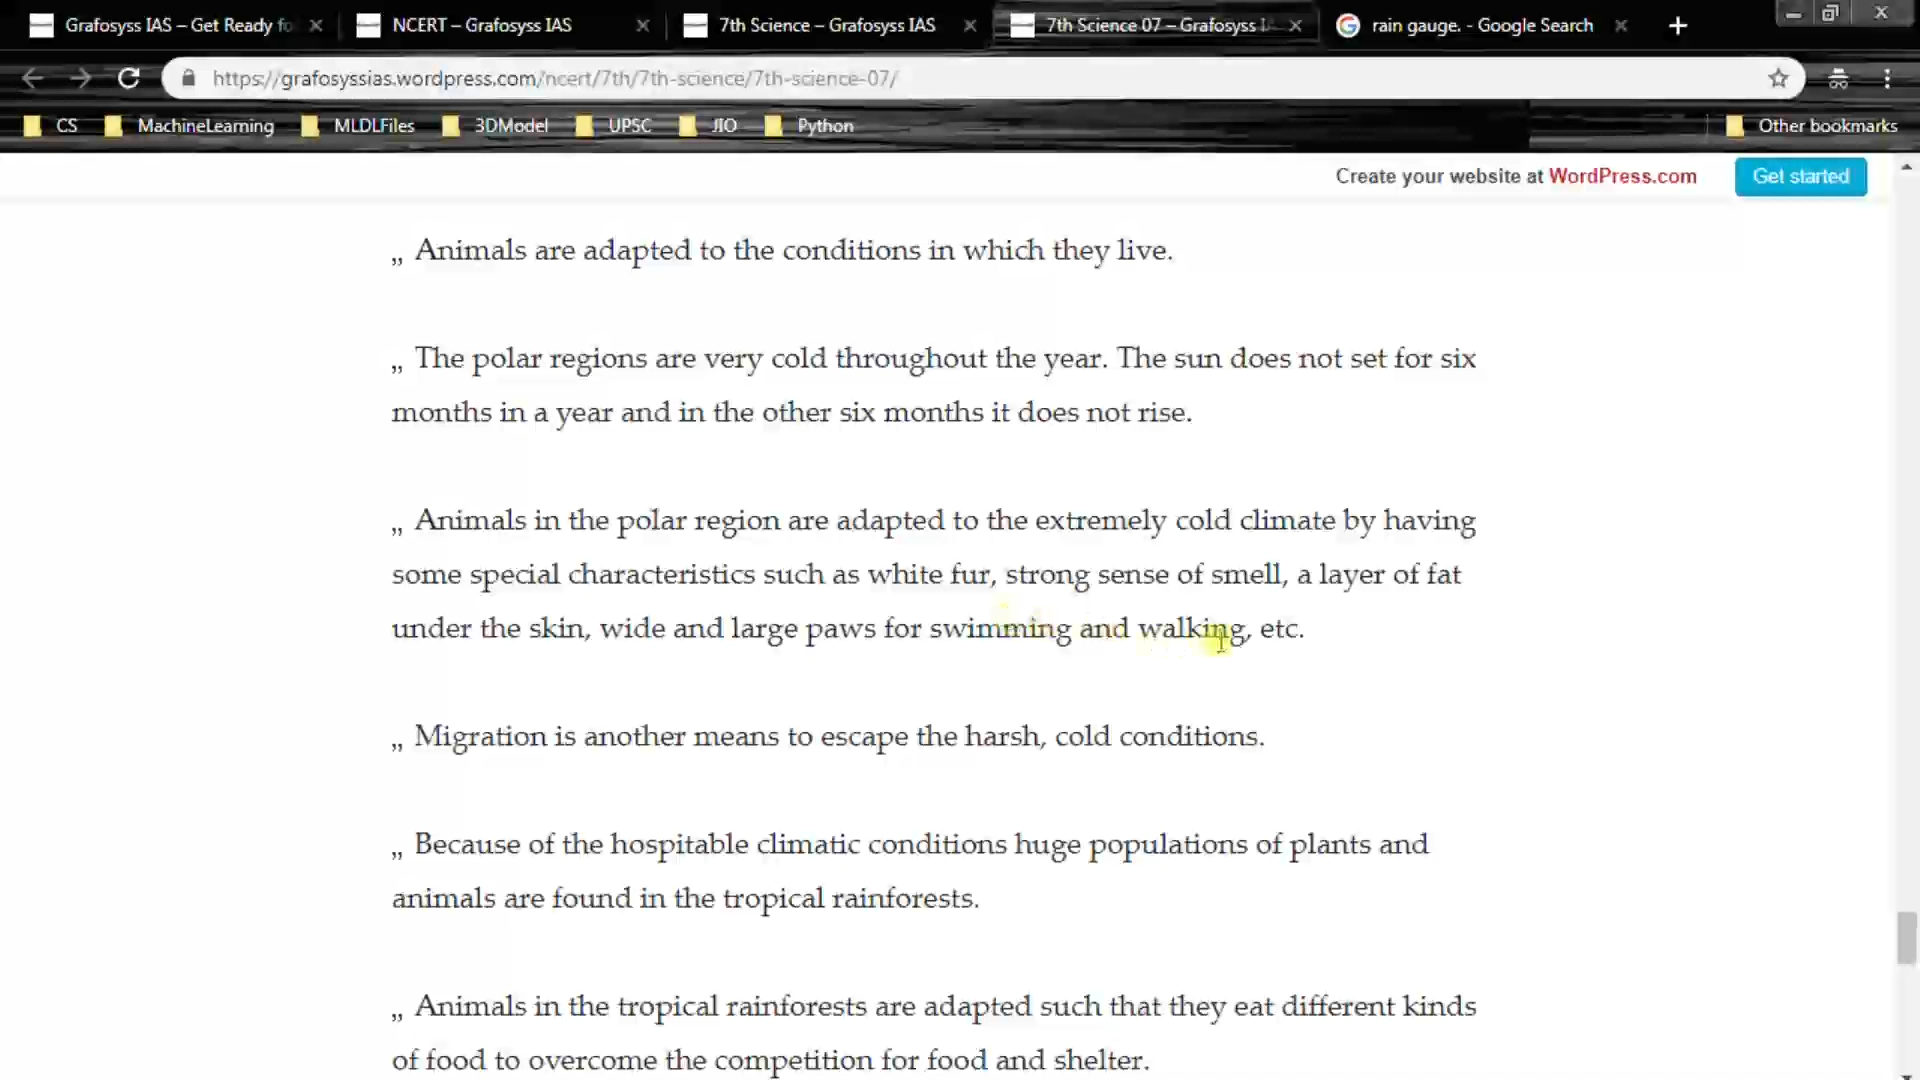 Grafosyss IAS – Get Ready fo
NCERT – Grafosyss IAS
7th Science – Grafosyss IAS
7th Science 07 – Grafosyss I
rain gauge. - Google Search
https://grafosyssias.wordpress.com/ncert/7th/7th-science/7th-science-07/
CS
MachineLearning
MLDLFiles
3DModel
UPSC
JIO
Python
Other bookmarks
Create your website at WordPress.com
Get started
„ Animals are adapted to the conditions in which they live.
„ The polar regions are very cold throughout the year. The sun does not set for six
months in a year and in the other six months it does not rise.
„ Animals in the polar region are adapted to the extremely cold climate by having
some special characteristics such as white fur, strong sense of smell, a layer of fat
under the skin, wide and large paws for swimming and walking, etc.
„ Migration is another means to escape the harsh, cold conditions.
„ Because of the hospitable climatic conditions huge populations of plants and
animals are found in the tropical rainforests.
„ Animals in the tropical rainforests are adapted such that they eat different kinds
of food to overcome the competition for food and shelter.